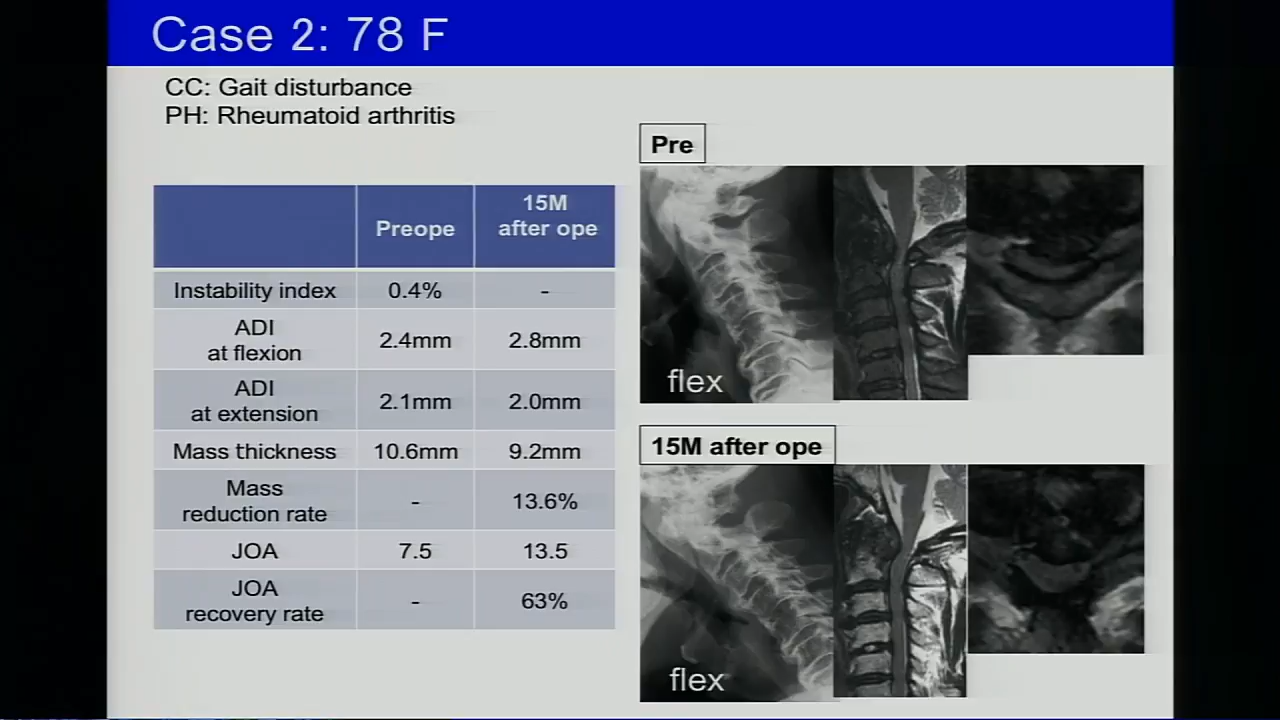 Case 2: 78 F
CC: Gait disturbance
PH: Rheumatoid arthritis
Preope
15M
after ope
Instability index 0.4% -
ADI
at flexion 2.4mm 2.8mm
ADI
at extension 2.1mm 2.0mm
Mass thickness 10.6mm 9.2mm
Mass
reduction rate - 13.6%
JOA 7.5 13.5
JOA
recovery rate - 63%
Pre
flex
15M after ope
flex